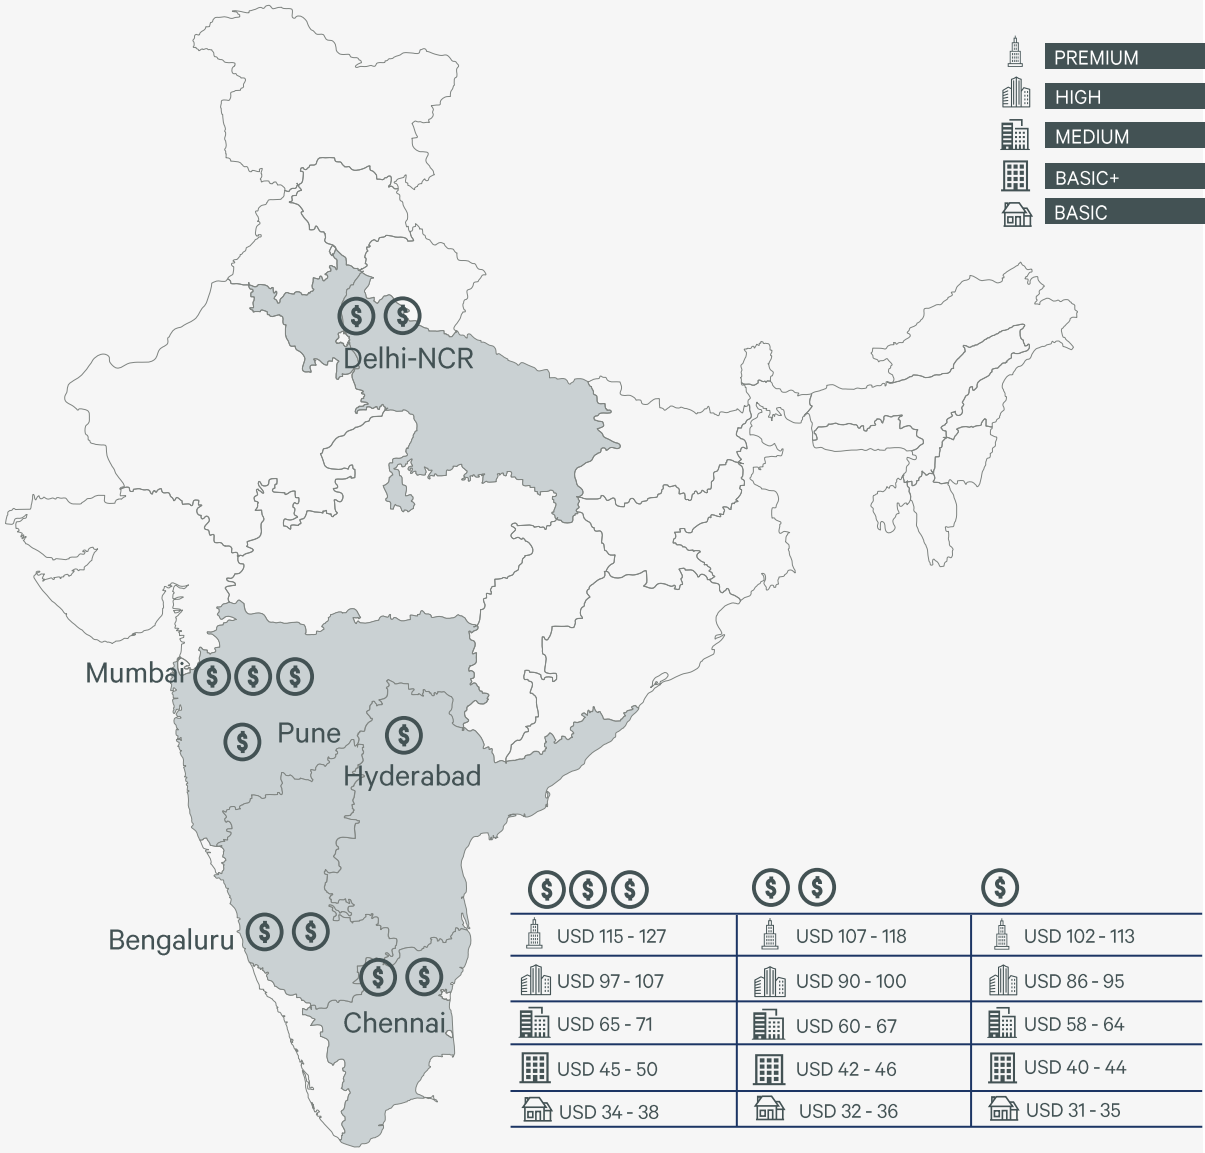 PREMIUM
HIGH
MEDIUM
BASIC+
BASIC
$ $
Delhi-NCR
Mumbai $ $ $
$ Pune
$
Hyderabad
Bengaluru $ $
$ $
Chennai
$ $ $ $ $ $
USD 115 - 127 USD 107 - 118 USD 102 - 113
USD 97 - 107 USD 90 - 100 USD 86 - 95
USD 65 - 71 USD 60 - 67 USD 58 - 64
USD 45 - 50 USD 42 - 46 USD 40 - 44
USD 34 - 38 USD 32 - 36 USD 31 - 35